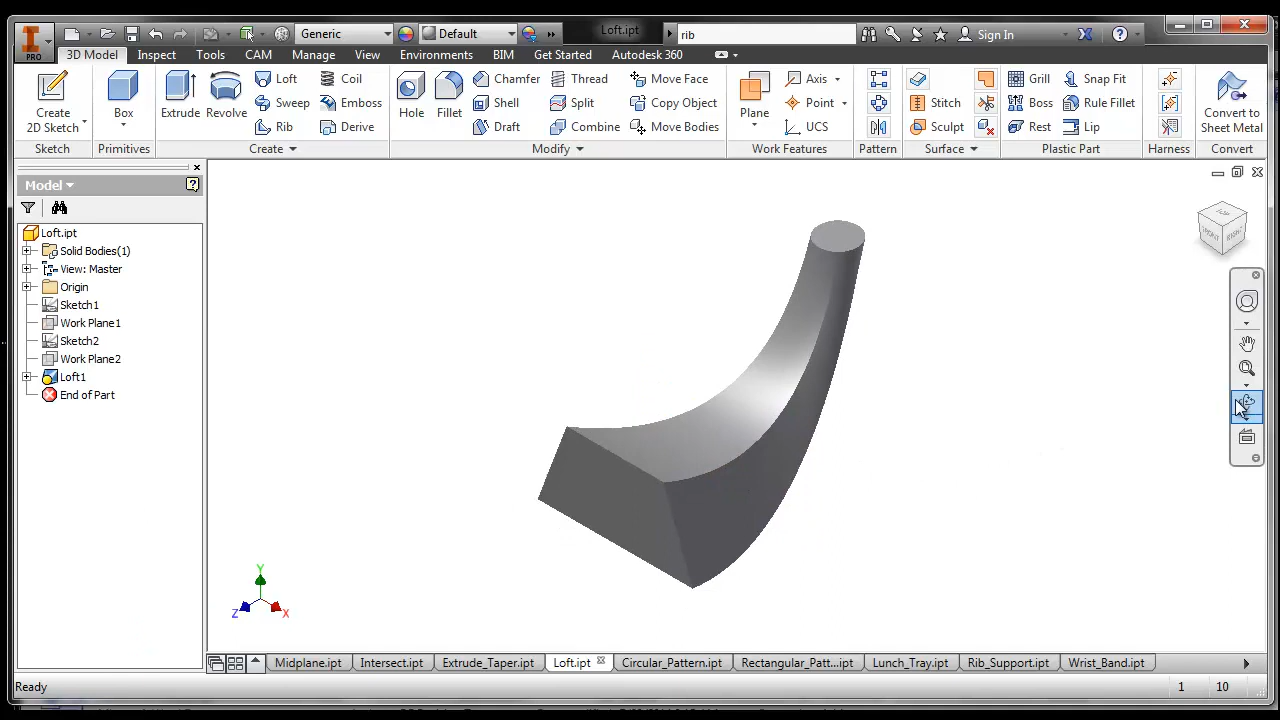 Generic Default Loft.ipt rib Sign In
PRO 3D Model Inspect Tools CAM Manage View Environments BIM Get Started Autodesk 360
Create 2D Sketch Box Extrude Revolve Loft Coil Hole Fillet Chamfer Thread Move Face Plane Axis Grill Snap Fit Convert to Sheet Metal
Sweep Emboss Shell Split Copy Object Point Stitch Boss Rule Fillet
Rib Derive Draft Combine Move Bodies UCS Sculpt Rest Lip
Sketch Primitives Create Modify Work Features Pattern Surface Plastic Part Harness Convert
Model
Loft.ipt
Solid Bodies(1)
View: Master
Origin
Sketch1
Work Plane1
Sketch2
Work Plane2
Loft1
End of Part
TOP
FRONT RIGHT
Y
Z X
Midplane.ipt Intersect.ipt Extrude_Taper.ipt Loft.ipt Circular_Pattern.ipt Rectangular_Patt...ipt Lunch_Tray.ipt Rib_Support.ipt Wrist_Band.ipt
Ready 1 10